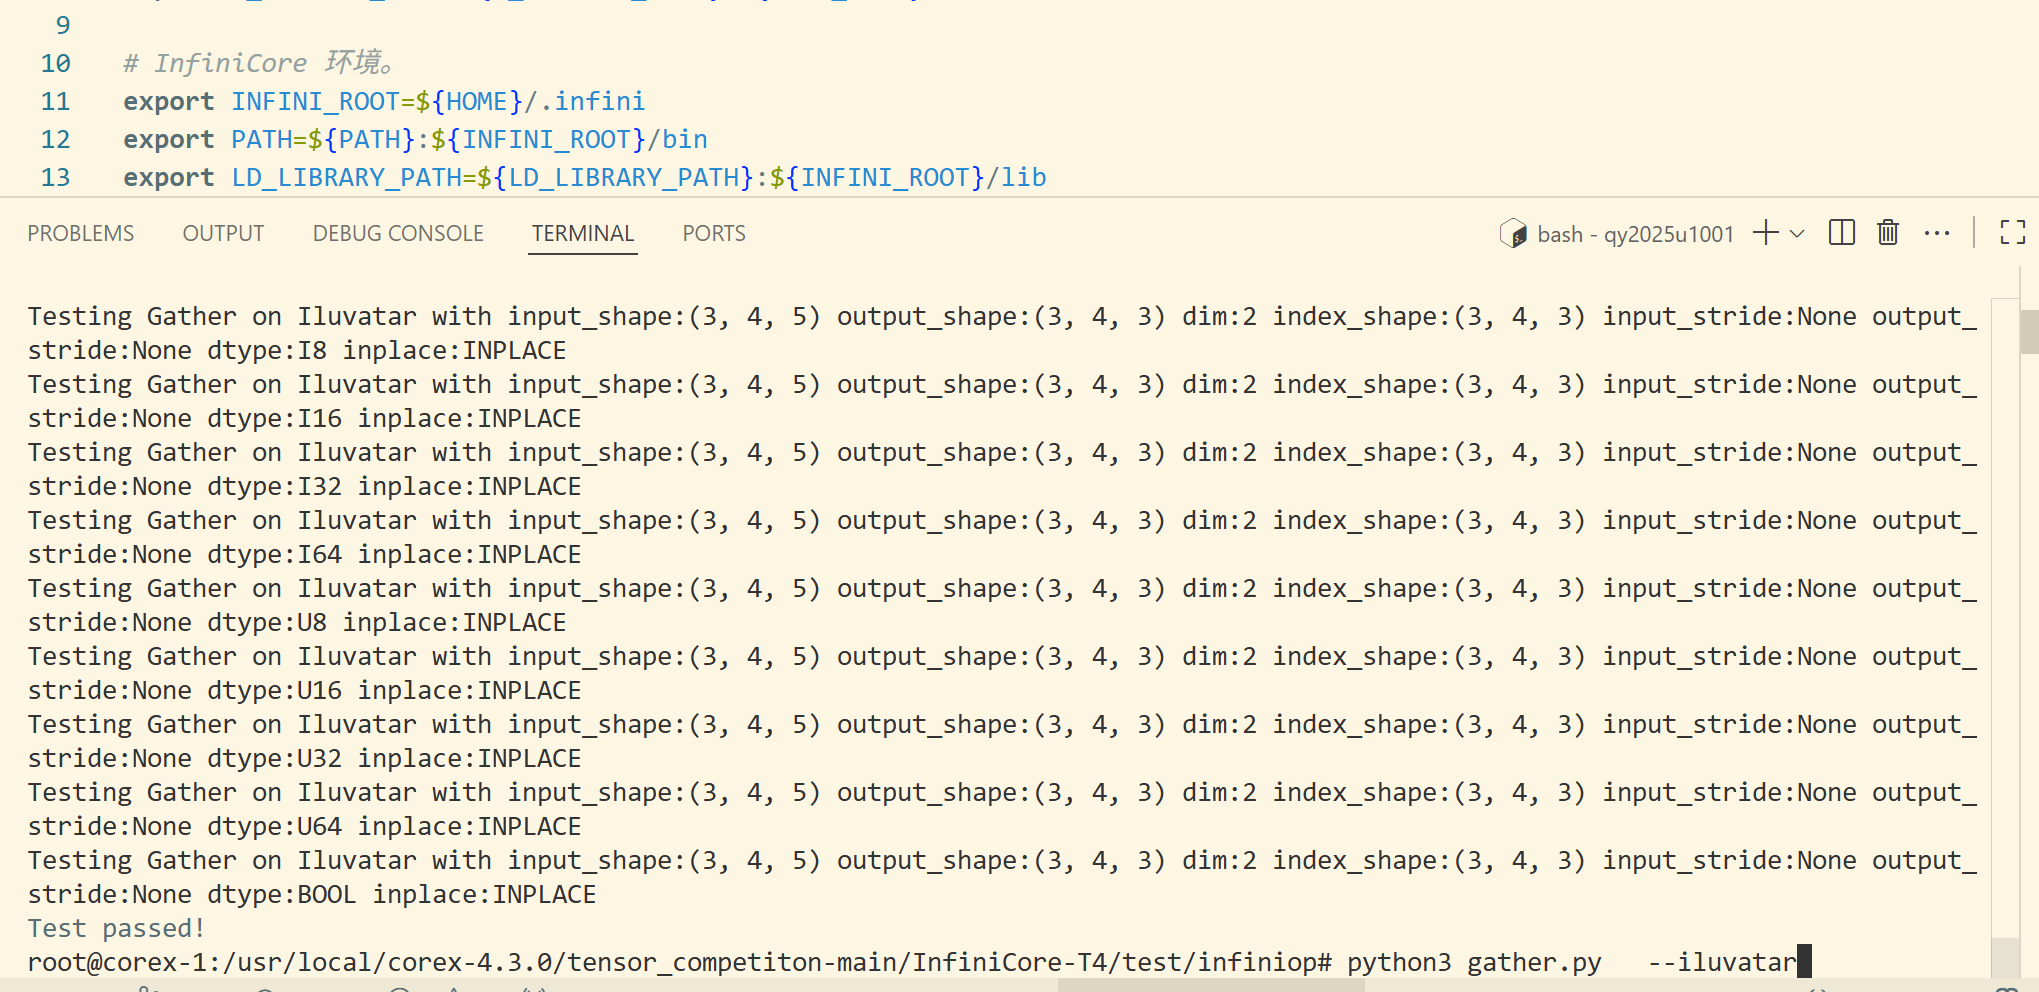 9
10 # InfiniCore 环境。
11 export INFINI_ROOT=${HOME}/.infini
12 export PATH=${PATH}:${INFINI_ROOT}/bin
13 export LD_LIBRARY_PATH=${LD_LIBRARY_PATH}:${INFINI_ROOT}/lib
PROBLEMS OUTPUT DEBUG CONSOLE TERMINAL PORTS bash - qy2025u1001
Testing Gather on Iluvatar with input_shape:(3, 4, 5) output_shape:(3, 4, 3) dim:2 index_shape:(3, 4, 3) input_stride:None output_
stride:None dtype:I8 inplace:INPLACE
Testing Gather on Iluvatar with input_shape:(3, 4, 5) output_shape:(3, 4, 3) dim:2 index_shape:(3, 4, 3) input_stride:None output_
stride:None dtype:I16 inplace:INPLACE
Testing Gather on Iluvatar with input_shape:(3, 4, 5) output_shape:(3, 4, 3) dim:2 index_shape:(3, 4, 3) input_stride:None output_
stride:None dtype:I32 inplace:INPLACE
Testing Gather on Iluvatar with input_shape:(3, 4, 5) output_shape:(3, 4, 3) dim:2 index_shape:(3, 4, 3) input_stride:None output_
stride:None dtype:I64 inplace:INPLACE
Testing Gather on Iluvatar with input_shape:(3, 4, 5) output_shape:(3, 4, 3) dim:2 index_shape:(3, 4, 3) input_stride:None output_
stride:None dtype:U8 inplace:INPLACE
Testing Gather on Iluvatar with input_shape:(3, 4, 5) output_shape:(3, 4, 3) dim:2 index_shape:(3, 4, 3) input_stride:None output_
stride:None dtype:U16 inplace:INPLACE
Testing Gather on Iluvatar with input_shape:(3, 4, 5) output_shape:(3, 4, 3) dim:2 index_shape:(3, 4, 3) input_stride:None output_
stride:None dtype:U32 inplace:INPLACE
Testing Gather on Iluvatar with input_shape:(3, 4, 5) output_shape:(3, 4, 3) dim:2 index_shape:(3, 4, 3) input_stride:None output_
stride:None dtype:U64 inplace:INPLACE
Testing Gather on Iluvatar with input_shape:(3, 4, 5) output_shape:(3, 4, 3) dim:2 index_shape:(3, 4, 3) input_stride:None output_
stride:None dtype:BOOL inplace:INPLACE
Test passed!
root@corex-1:/usr/local/corex-4.3.0/tensor_competiton-main/InfiniCore-T4/test/infiniop# python3 gather.py   --iluvatar